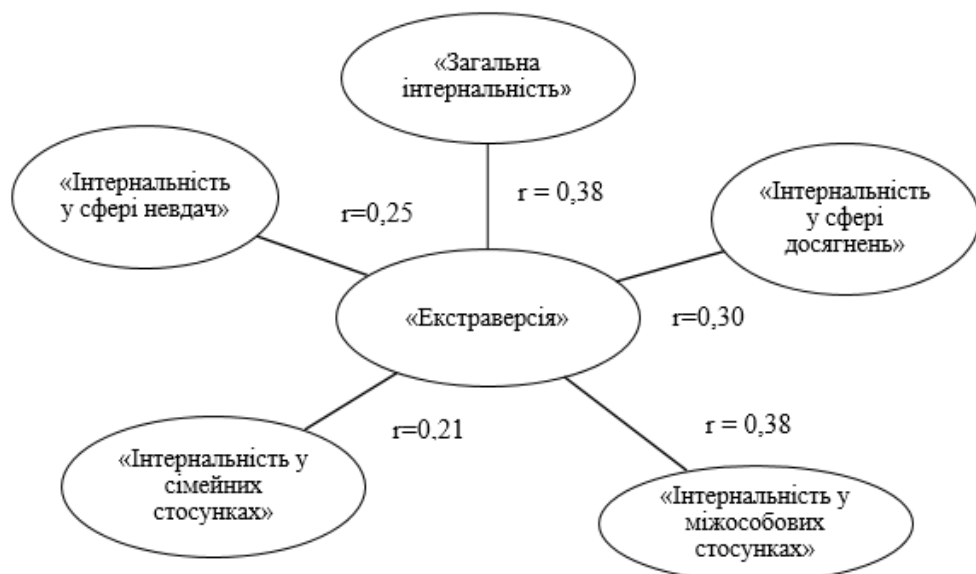 «Загальна
інтернальність»
«Інтернальність
у сфері невдач»
r=0,25
r = 0,38
«Інтернальність
у сфері
досягнень»
«Екстраверсія»
r=0,30
r=0,21
r = 0,38
«Інтернальність у
сімейних
стосунках»
«Інтернальність у
міжособових
стосунках»